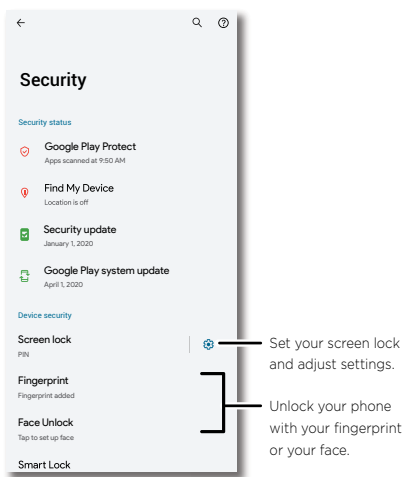 Security
Security status
Google Play Protect
Apps scanned at 9:50 AM
Find My Device
Location is off
Security update
January 1, 2020
Google Play system update
April 1, 2020
Device security
Screen lock
PIN
Set your screen lock
and adjust settings.
Fingerprint
Fingerprint added
Face Unlock
Tap to set up face
Unlock your phone
with your fingerprint
or your face.
Smart Lock